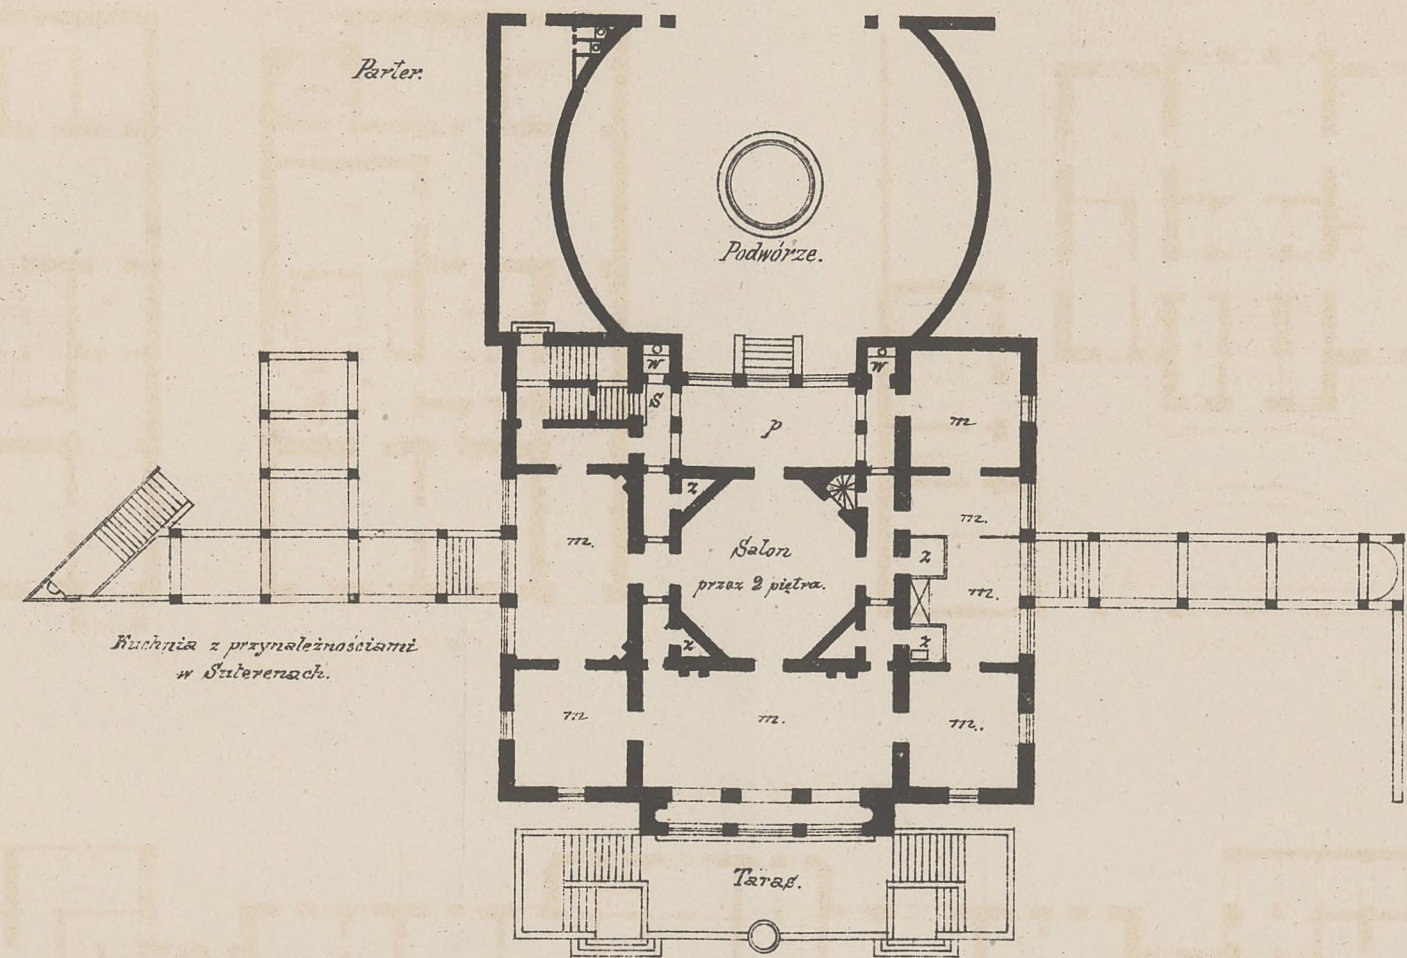 Parter.
Podwórze.
w
w
s
p
m
z
m.
Salon
przez 2 piętra.
m.
z
m.
z
z
Kuchnia z przynależnościami
w Suterenach.
m
m.
m.
Taras.